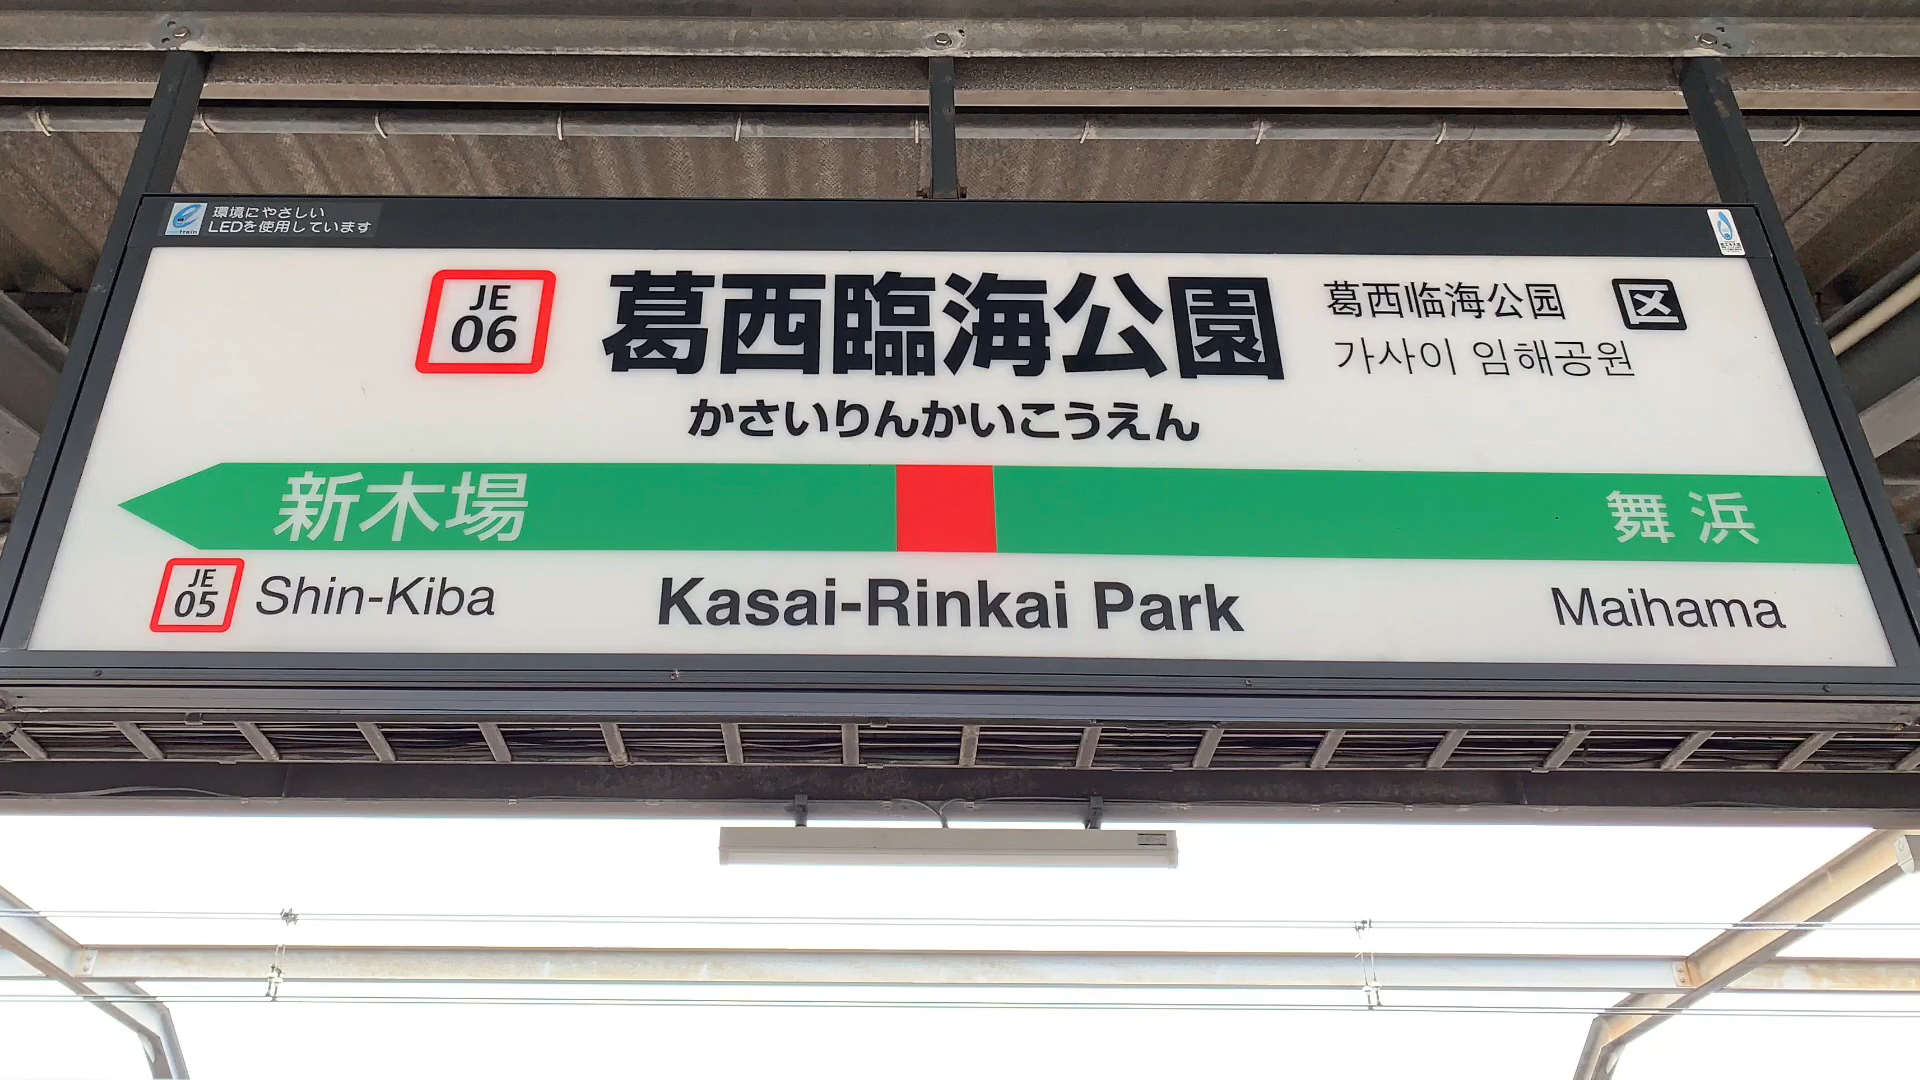 環境にやさしい
LEDを使用しています
JE
06
葛西臨海公園
葛西临海公园
区
가사이 임해공원
かさいりんかいこうえん
新木場
舞浜
JE
05
Shin-Kiba
Kasai-Rinkai Park
Maihama